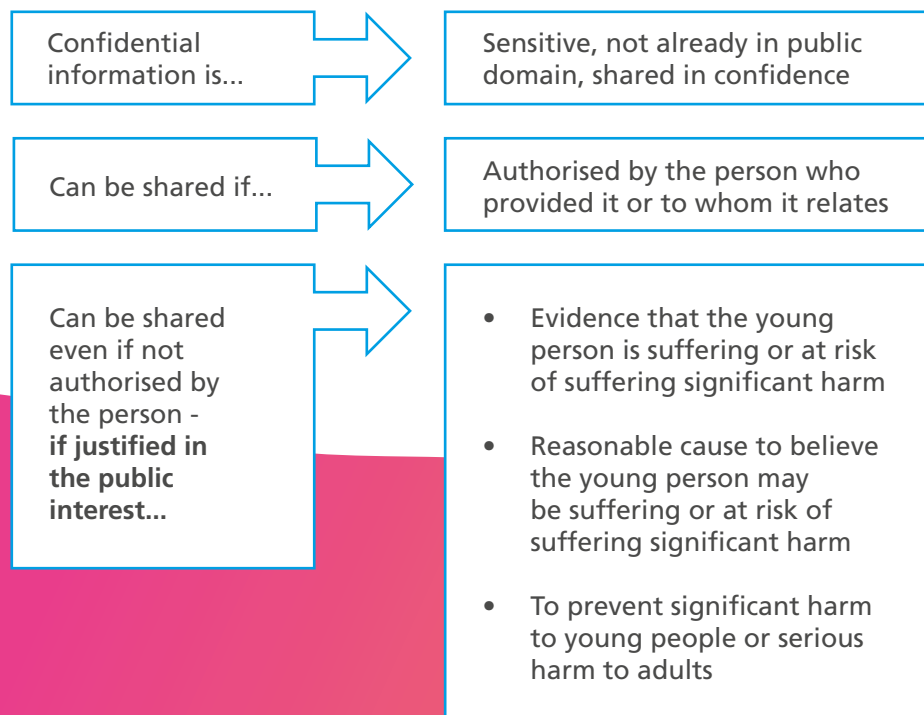 Confidential
information is...
Sensitive, not already in public
domain, shared in confidence
Can be shared if...
Authorised by the person who
provided it or to whom it relates
Can be shared
even if not
authorised by
the person -
if justified in
the public
interest...
• Evidence that the young
person is suffering or at risk
of suffering significant harm
• Reasonable cause to believe
the young person may
be suffering or at risk of
suffering significant harm
• To prevent significant harm
to young people or serious
harm to adults